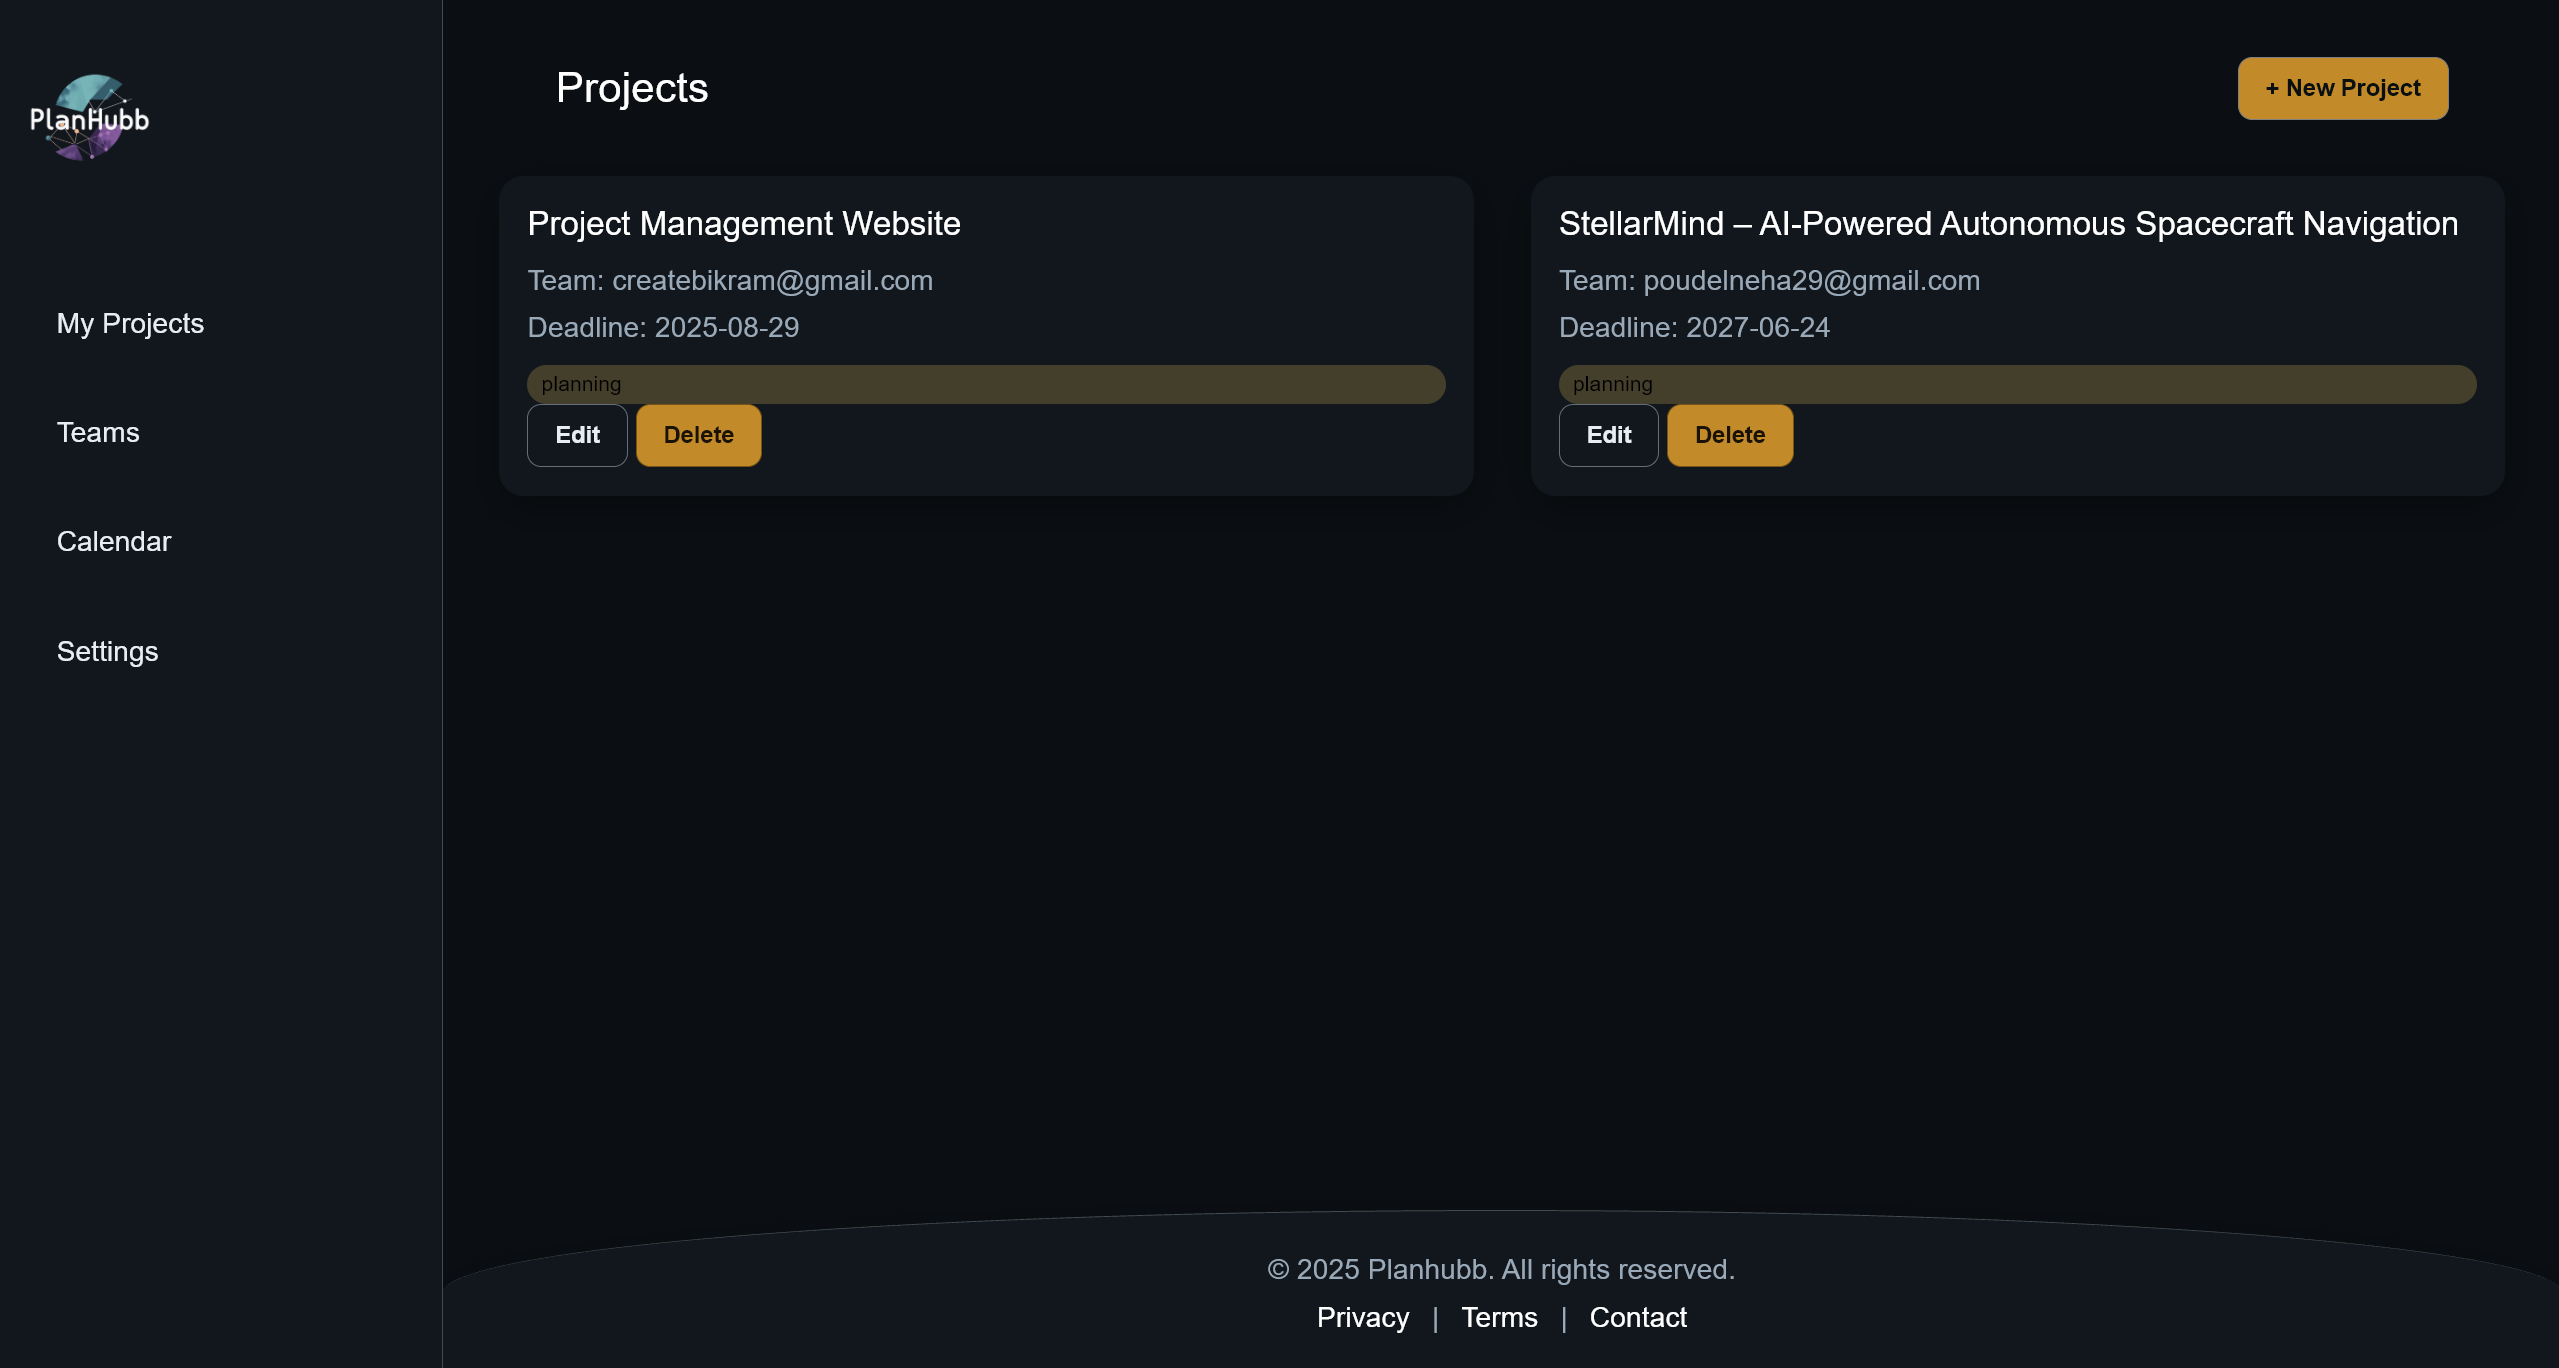 PlanHubb
My Projects
Teams
Calendar
Settings
Projects
+ New Project
Project Management Website
Team: createbikram@gmail.com
Deadline: 2025-08-29
planning
Edit
Delete
StellarMind – AI-Powered Autonomous Spacecraft Navigation
Team: poudelneha29@gmail.com
Deadline: 2027-06-24
planning
Edit
Delete
© 2025 Planhubb. All rights reserved.
Privacy | Terms | Contact